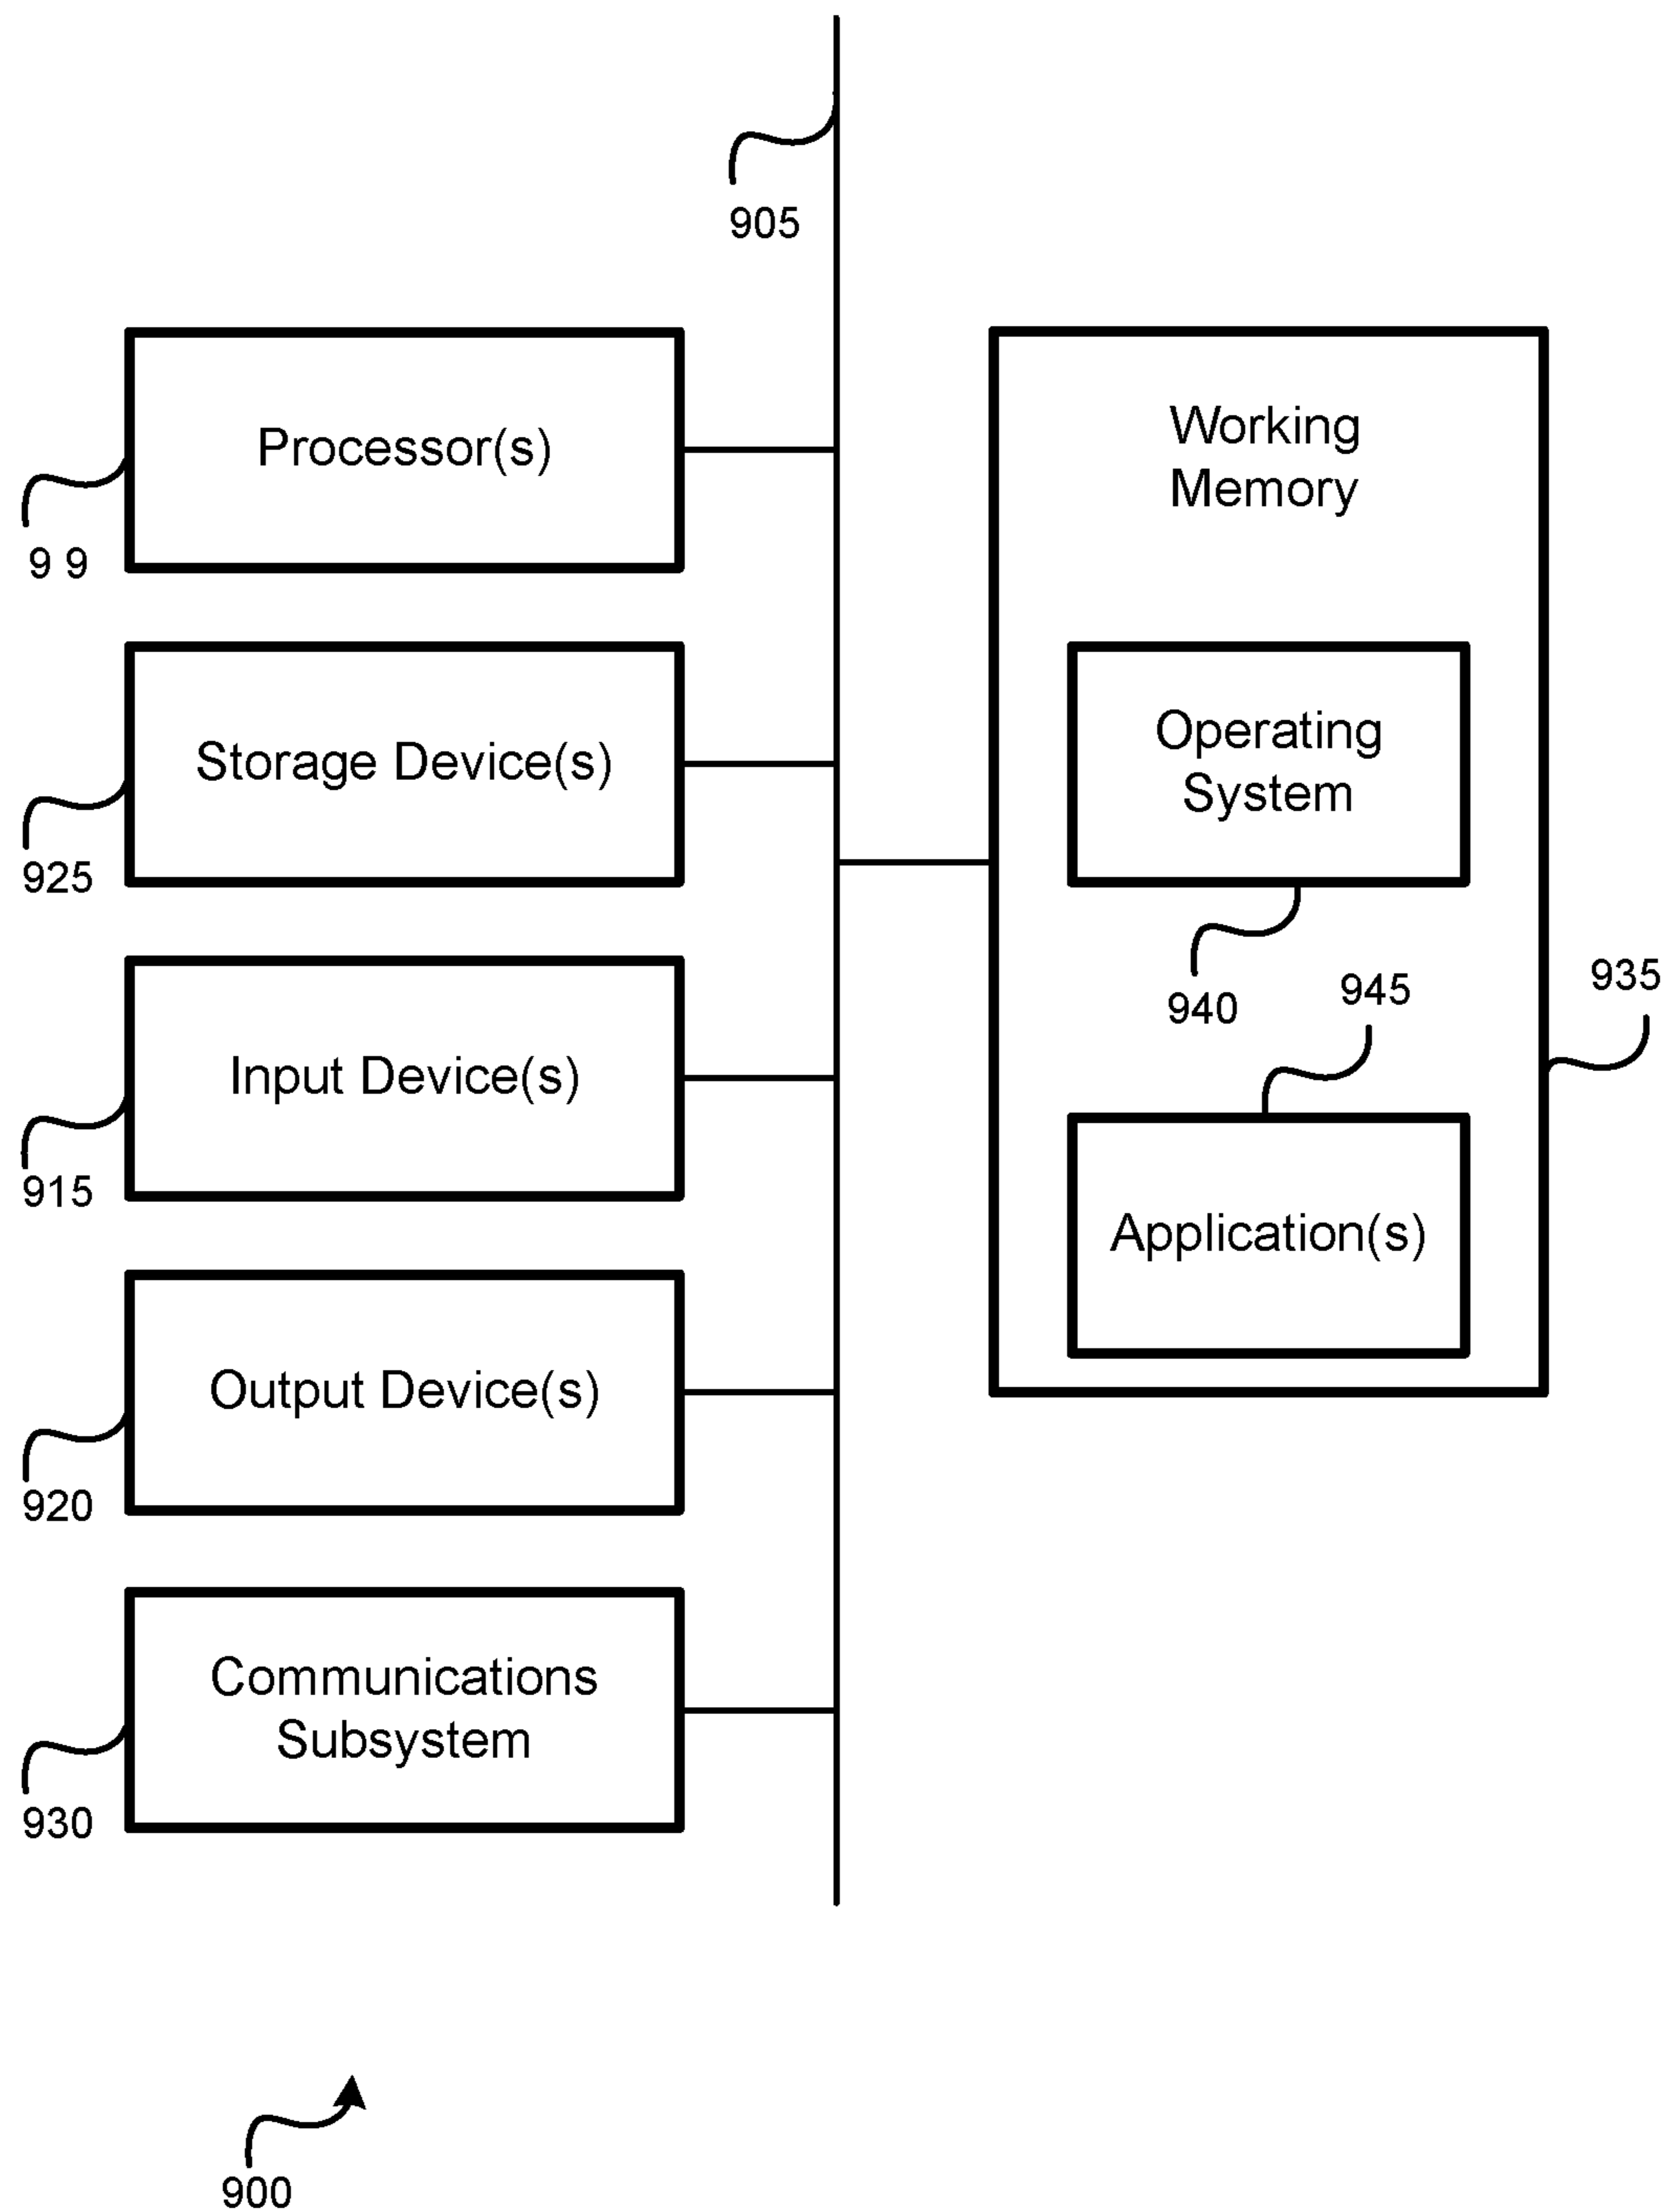 905
Processor(s)
9 9
Storage Device(s)
925
Input Device(s)
915
Output Device(s)
920
Communications
Subsystem
930
Working
Memory
Operating
System
940
945
935
Application(s)
900